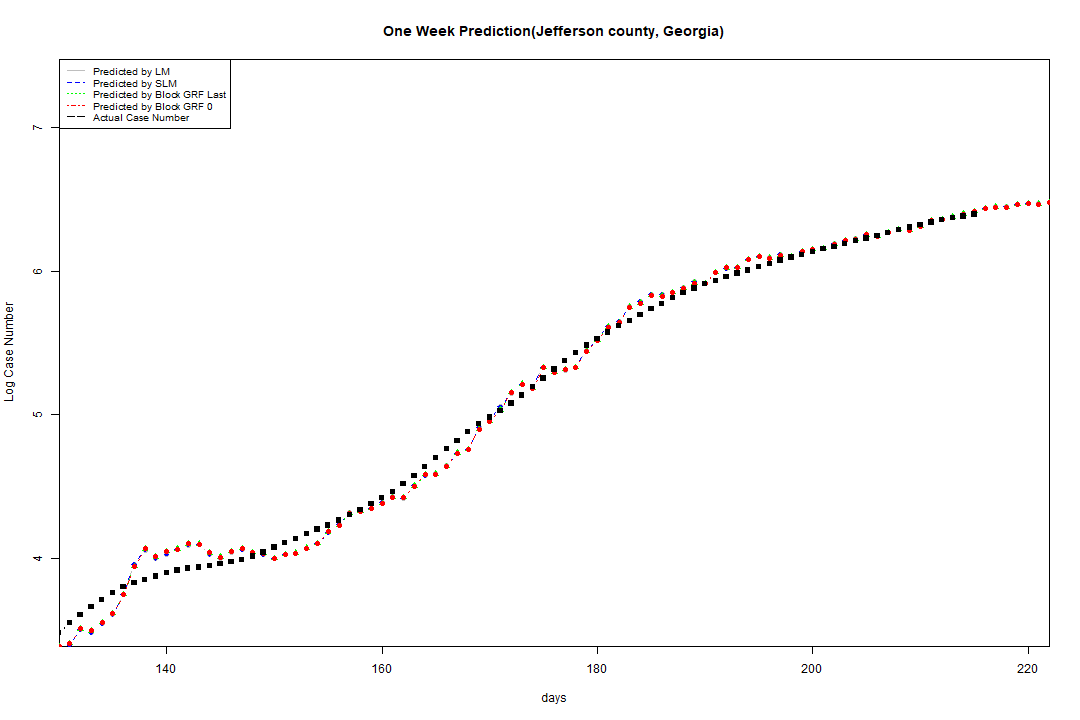 One Week Prediction(Jefferson county, Georgia)
Predicted by LM
Predicted by SLM
Predicted by Block GRF Last
Predicted by Block GRF 0
Actual Case Number
7
6
5
4
Log Case Number
140 160 180 200 220
days